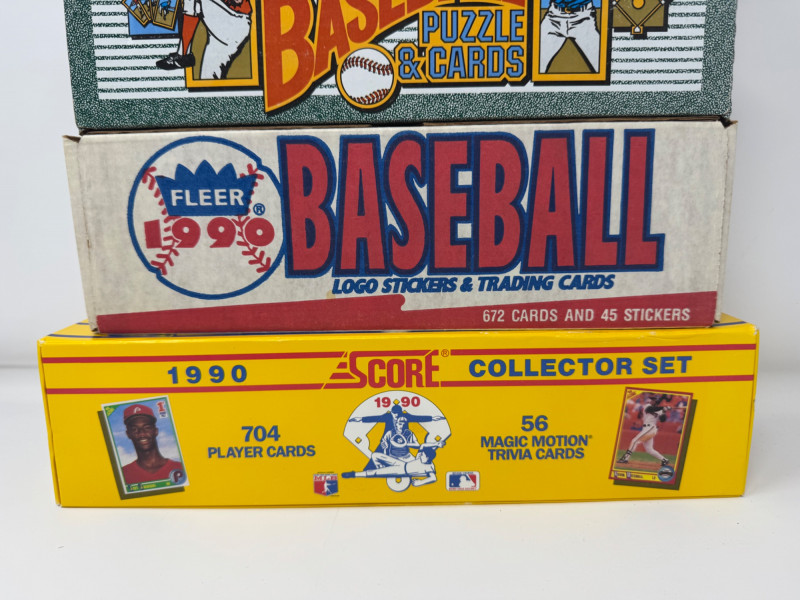 BASEBALL
PUZZLE
& CARDS
FLEER®
1990
BASEBALL
LOGO STICKERS & TRADING CARDS
672 CARDS AND 45 STICKERS
1990 SCORE® COLLECTOR SET
1990
704
PLAYER CARDS
56
MAGIC MOTION®
TRIVIA CARDS